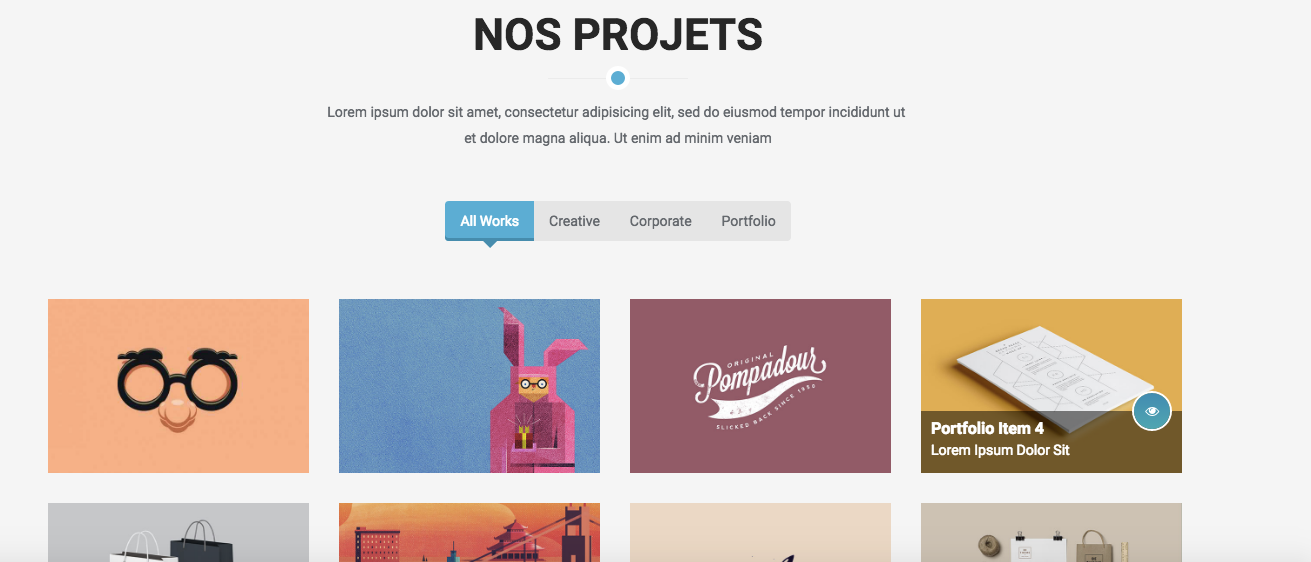 NOS PROJETS
Lorem ipsum dolor sit amet, consectetur adipisicing elit, sed do eiusmod tempor incididunt ut
et dolore magna aliqua. Ut enim ad minim veniam
All Works
Creative
Corporate
Portfolio
ORIGINAL
Pompadour
SLICKED BACK SINCE 1950
Portfolio Item 4
Lorem Ipsum Dolor Sit